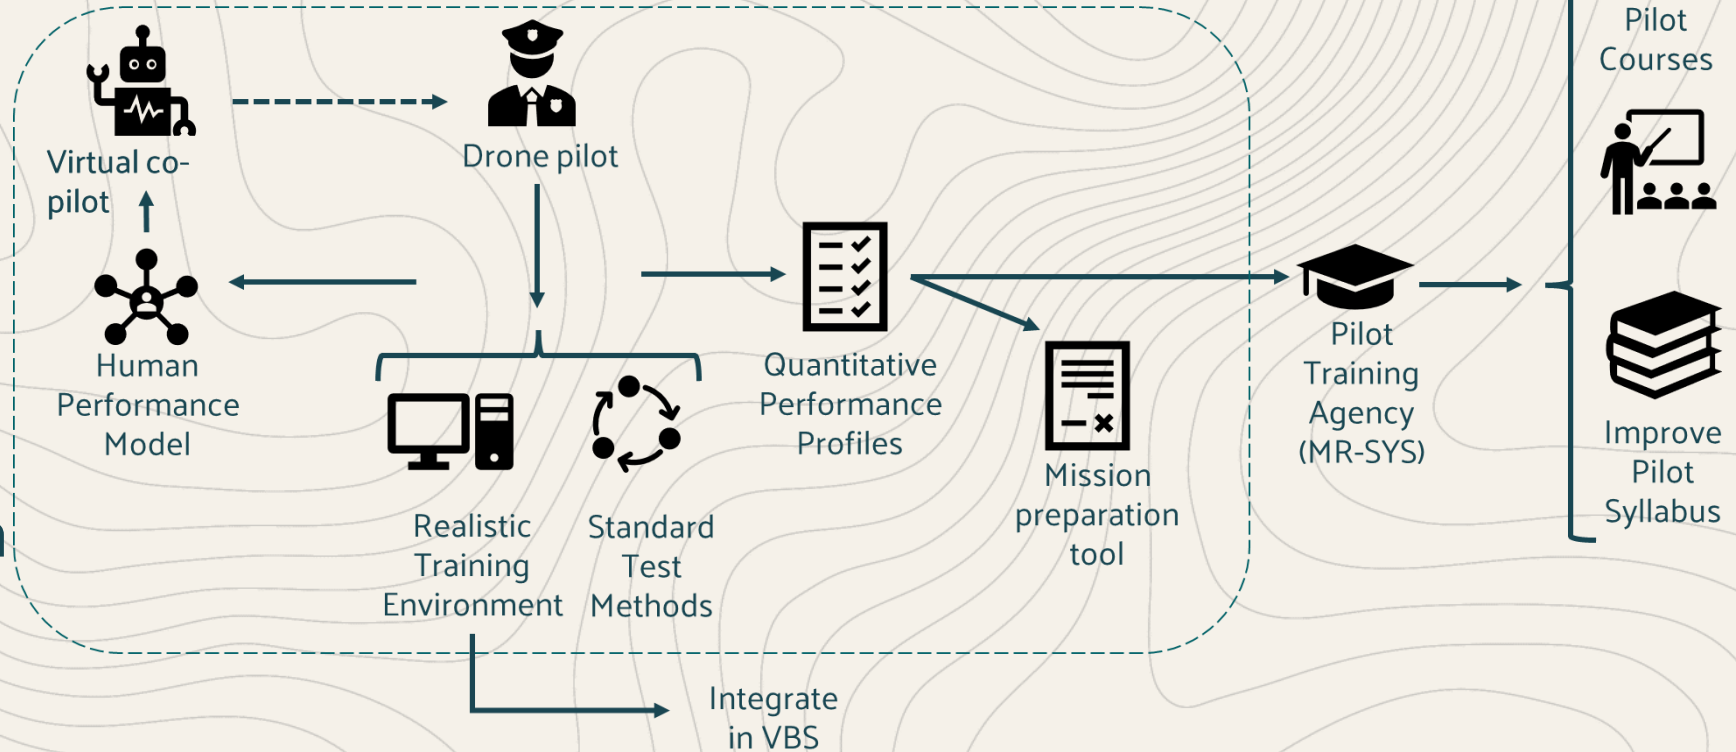 Pilot
Courses
Virtual co-
pilot
Drone pilot
Human
Performance
Model
Quantitative
Performance
Profiles
Pilot
Training
Agency
(MR-SYS)
Mission
preparation
tool
Improve
Pilot
Syllabus
Realistic
Training
Environment
Standard
Test
Methods
Integrate
in VBS